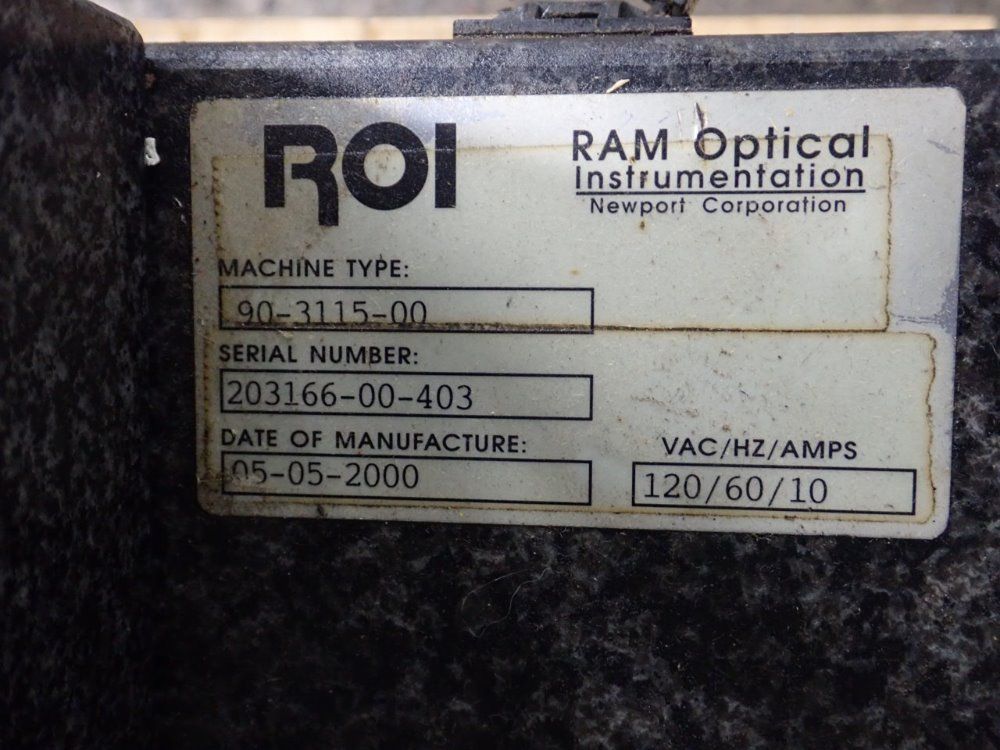 ROI
RAM Optical
Instrumentation
Newport Corporation
MACHINE TYPE:
90-3115-00
SERIAL NUMBER:
203166-00-403
DATE OF MANUFACTURE:
05-05-2000
VAC/HZ/AMPS
120/60/10